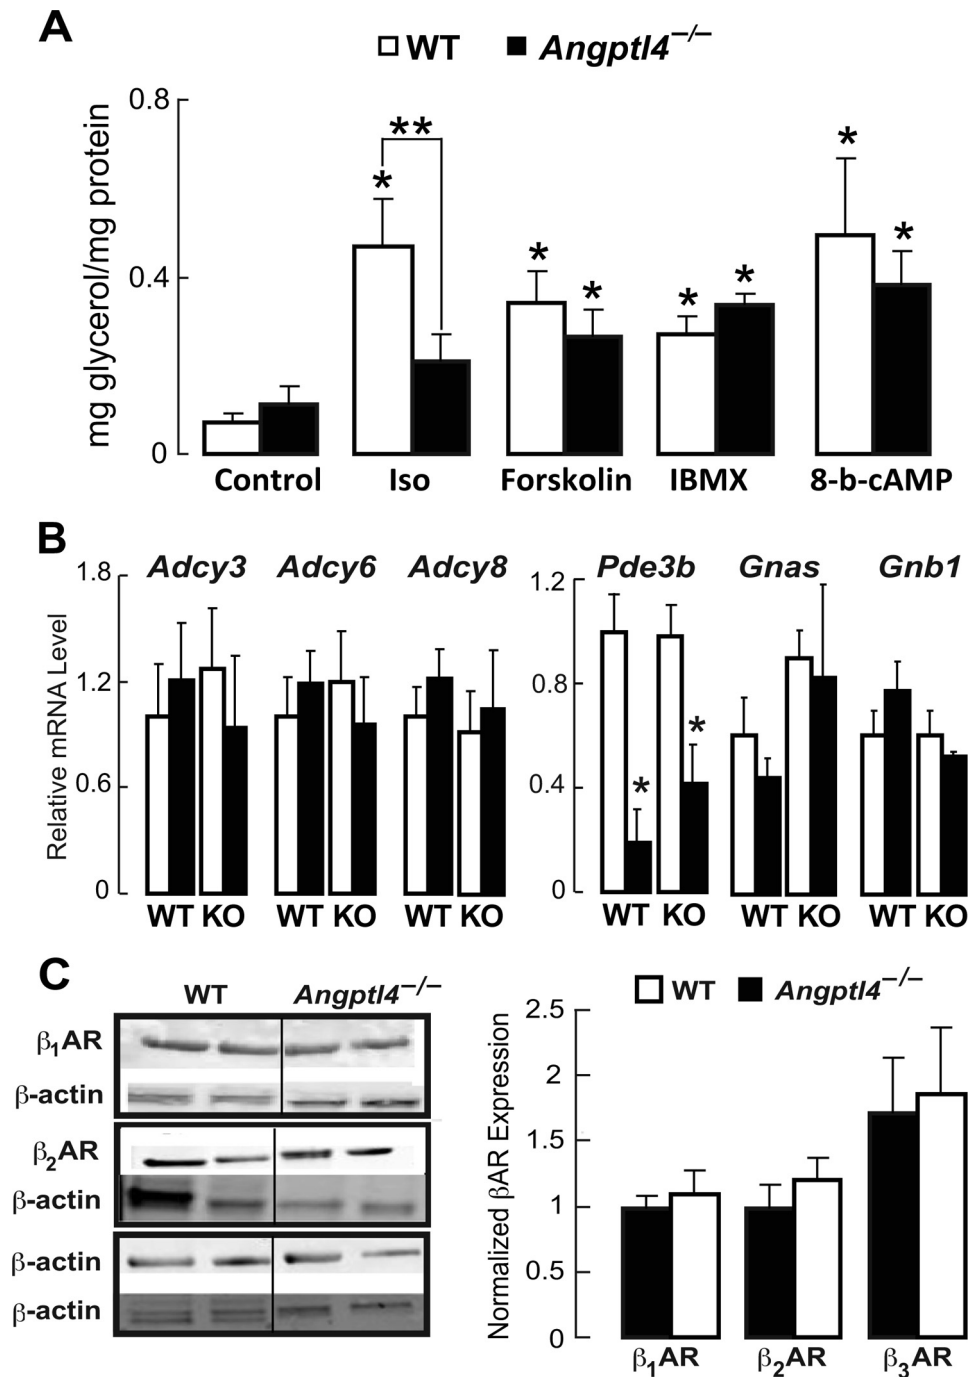 A
WT Angptl4–/–
mg glycerol/mg protein
0.8
0.4
0
**
* * * * * * *
Control Iso Forskolin IBMX 8-b-cAMP
B
Relative mRNA Level
1.8
1.2
0.6
0
Adcy3 Adcy6 Adcy8
WT KO WT KO WT KO
1.2
0.8
0.4
0
Pde3b Gnas Gnb1
* *
WT KO WT KO WT KO
C
WT Angptl4–/–
β1AR
β-actin
β2AR
β-actin
β-actin
β-actin
WT Angptl4–/–
Normalized βAR Expression
2.5
2
1.5
1
0.5
0
β1AR β2AR β3AR